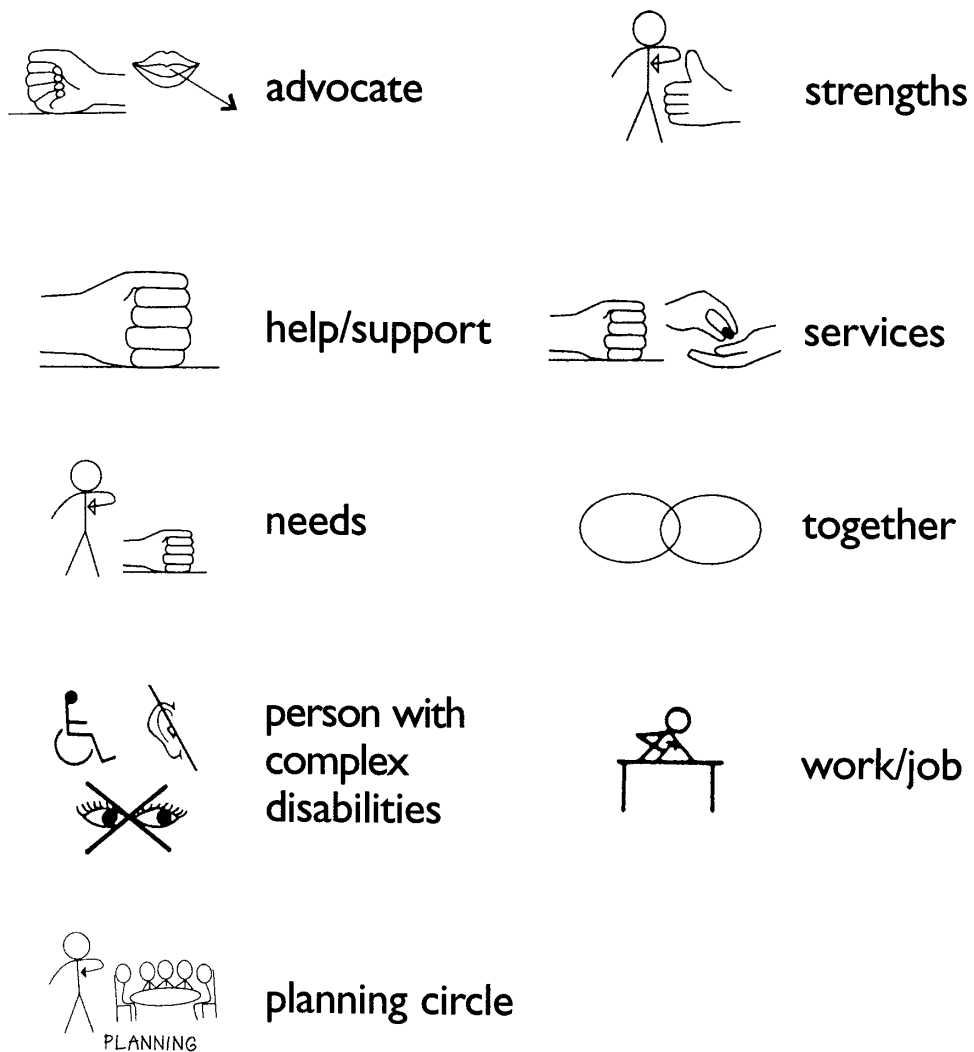 advocate
strengths
help/support
services
needs
together
person with
complex
disabilities
work/job
PLANNING
planning circle